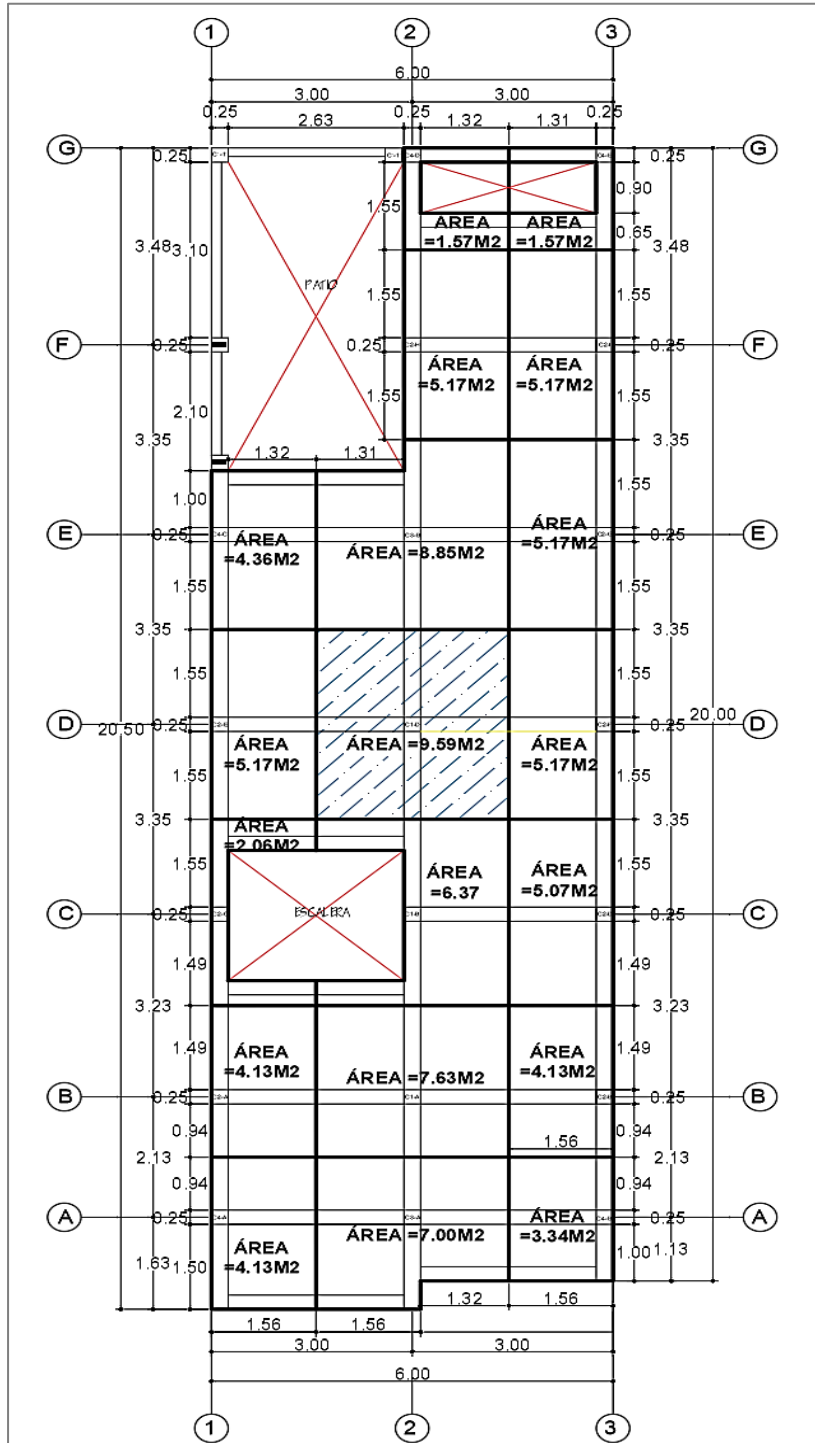 1 2 3
6.00
3.00 3.00
0.25 0.25 0.25
2.63 1.32 1.31
G 0.25 C1-1 C1-1 0.25 G
0.90
1.55
ÁREA ÁREA
=1.57M2 =1.57M2
0.65
3.48 3.10 3.48
PATIO
1.55 1.55
F 0.25 0.25 0.25 F
ÁREA ÁREA
=5.17M2 =5.17M2
2.10 1.55 1.55
3.35 3.35
1.32 1.31
1.00 1.55
E 0.25 0.25 E
ÁREA
=5.17M2
ÁREA
=4.36M2
ÁREA =8.85M2
1.55 1.55
3.35 3.35
1.55 1.55
D 0.25 0.25 D
20.50 20.00
ÁREA
=5.17M2
ÁREA =9.59M2
ÁREA
=5.17M2
1.55 1.55
3.35 3.35
ÁREA
=2.06M2
1.55 1.55
ÁREA
=6.37
ÁREA
=5.07M2
C 0.25 ESCALERA 0.25 C
1.49 1.49
3.23 3.23
1.49 1.49
ÁREA
=4.13M2
ÁREA =7.63M2
ÁREA
=4.13M2
B 0.25 C1-A 0.25 B
0.94 0.94
1.56
2.13 2.13
0.94 0.94
A 0.25 0.25 A
ÁREA
=4.13M2
ÁREA =7.00M2
ÁREA
=3.34M2
1.63 1.50 1.00 1.13
1.32 1.56
1.56 1.56
3.00 3.00
6.00
1 2 3